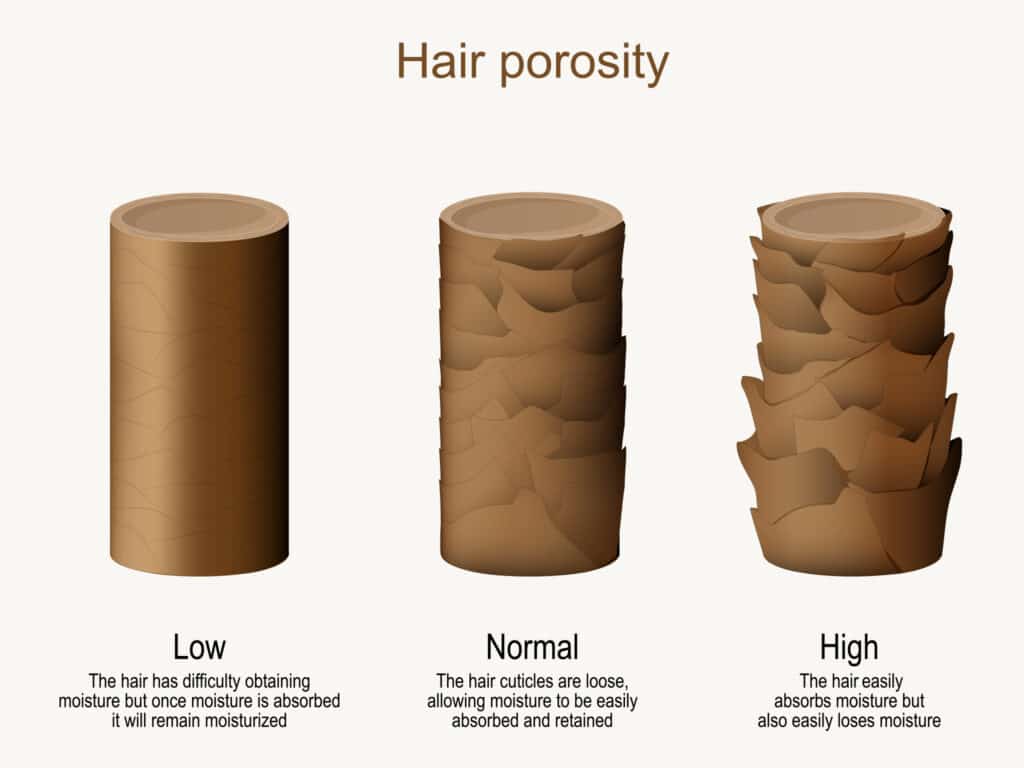 Hair porosity
Low
The hair has difficulty obtaining
moisture but once moisture is absorbed
it will remain moisturized
Normal
The hair cuticles are loose,
allowing moisture to be easily
absorbed and retained
High
The hair easily
absorbs moisture but
also easily loses moisture